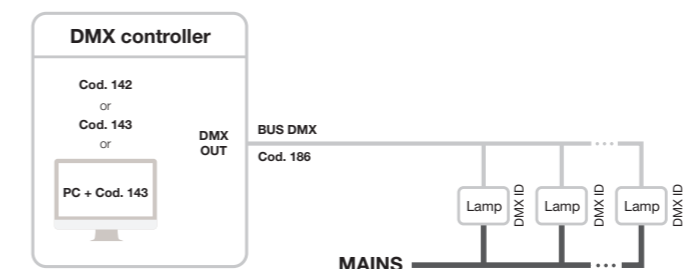 DMX controller
Cod. 142
or
Cod. 143
or
PC + Cod. 143
DMX
OUT
BUS DMX
Cod. 186
Lamp
DMX ID
Lamp
DMX ID
Lamp
DMX ID
MAINS